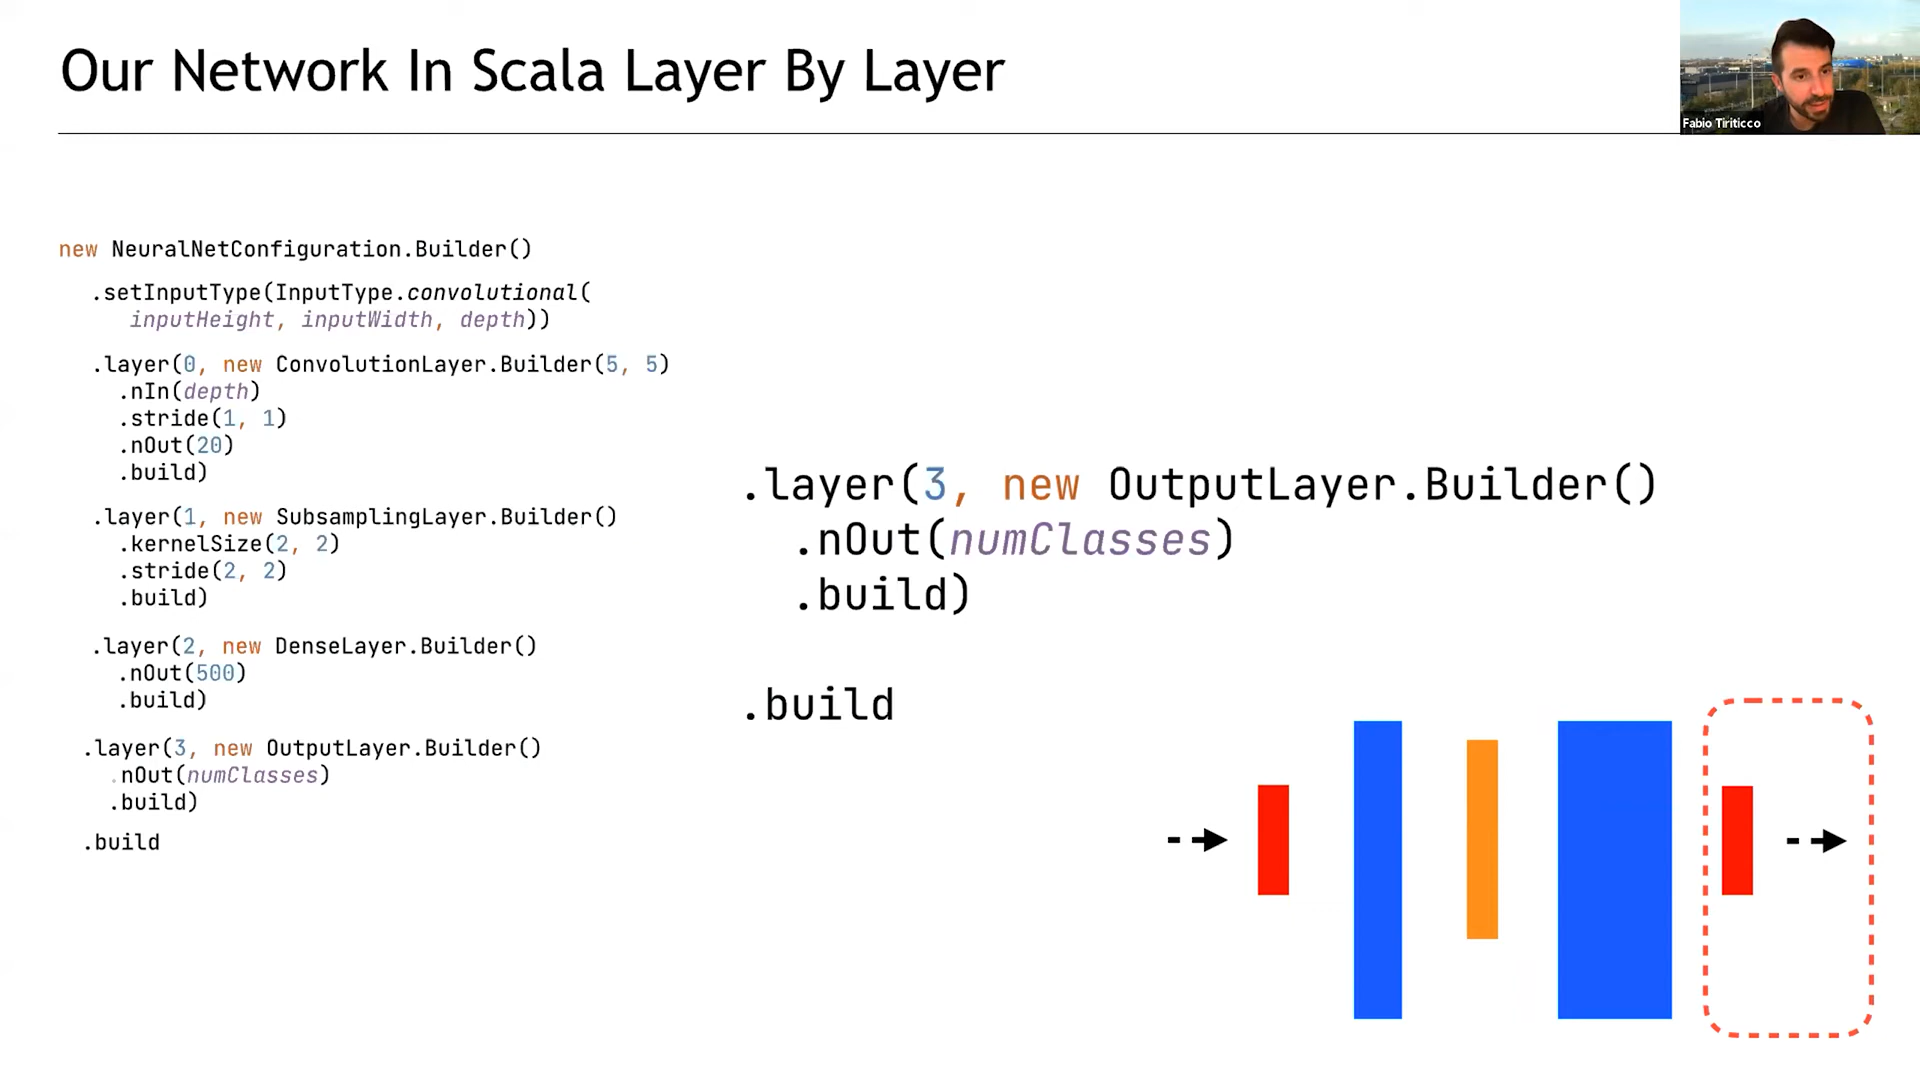 Our Network In Scala Layer By Layer
Fabio Tiriticco
new NeuralNetConfiguration.Builder()
.setInputType(InputType.convolutional(
inputHeight, inputWidth, depth))
.layer(0, new ConvolutionLayer.Builder(5, 5)
.nIn(depth)
.stride(1, 1)
.nOut(20)
.build)
.layer(1, new SubsamplingLayer.Builder()
.kernelSize(2, 2)
.stride(2, 2)
.build)
.layer(2, new DenseLayer.Builder()
.nOut(500)
.build)
.layer(3, new OutputLayer.Builder()
.nOut(numClasses)
.build)
.build
.layer(3, new OutputLayer.Builder()
.nOut(numClasses)
.build)
.build